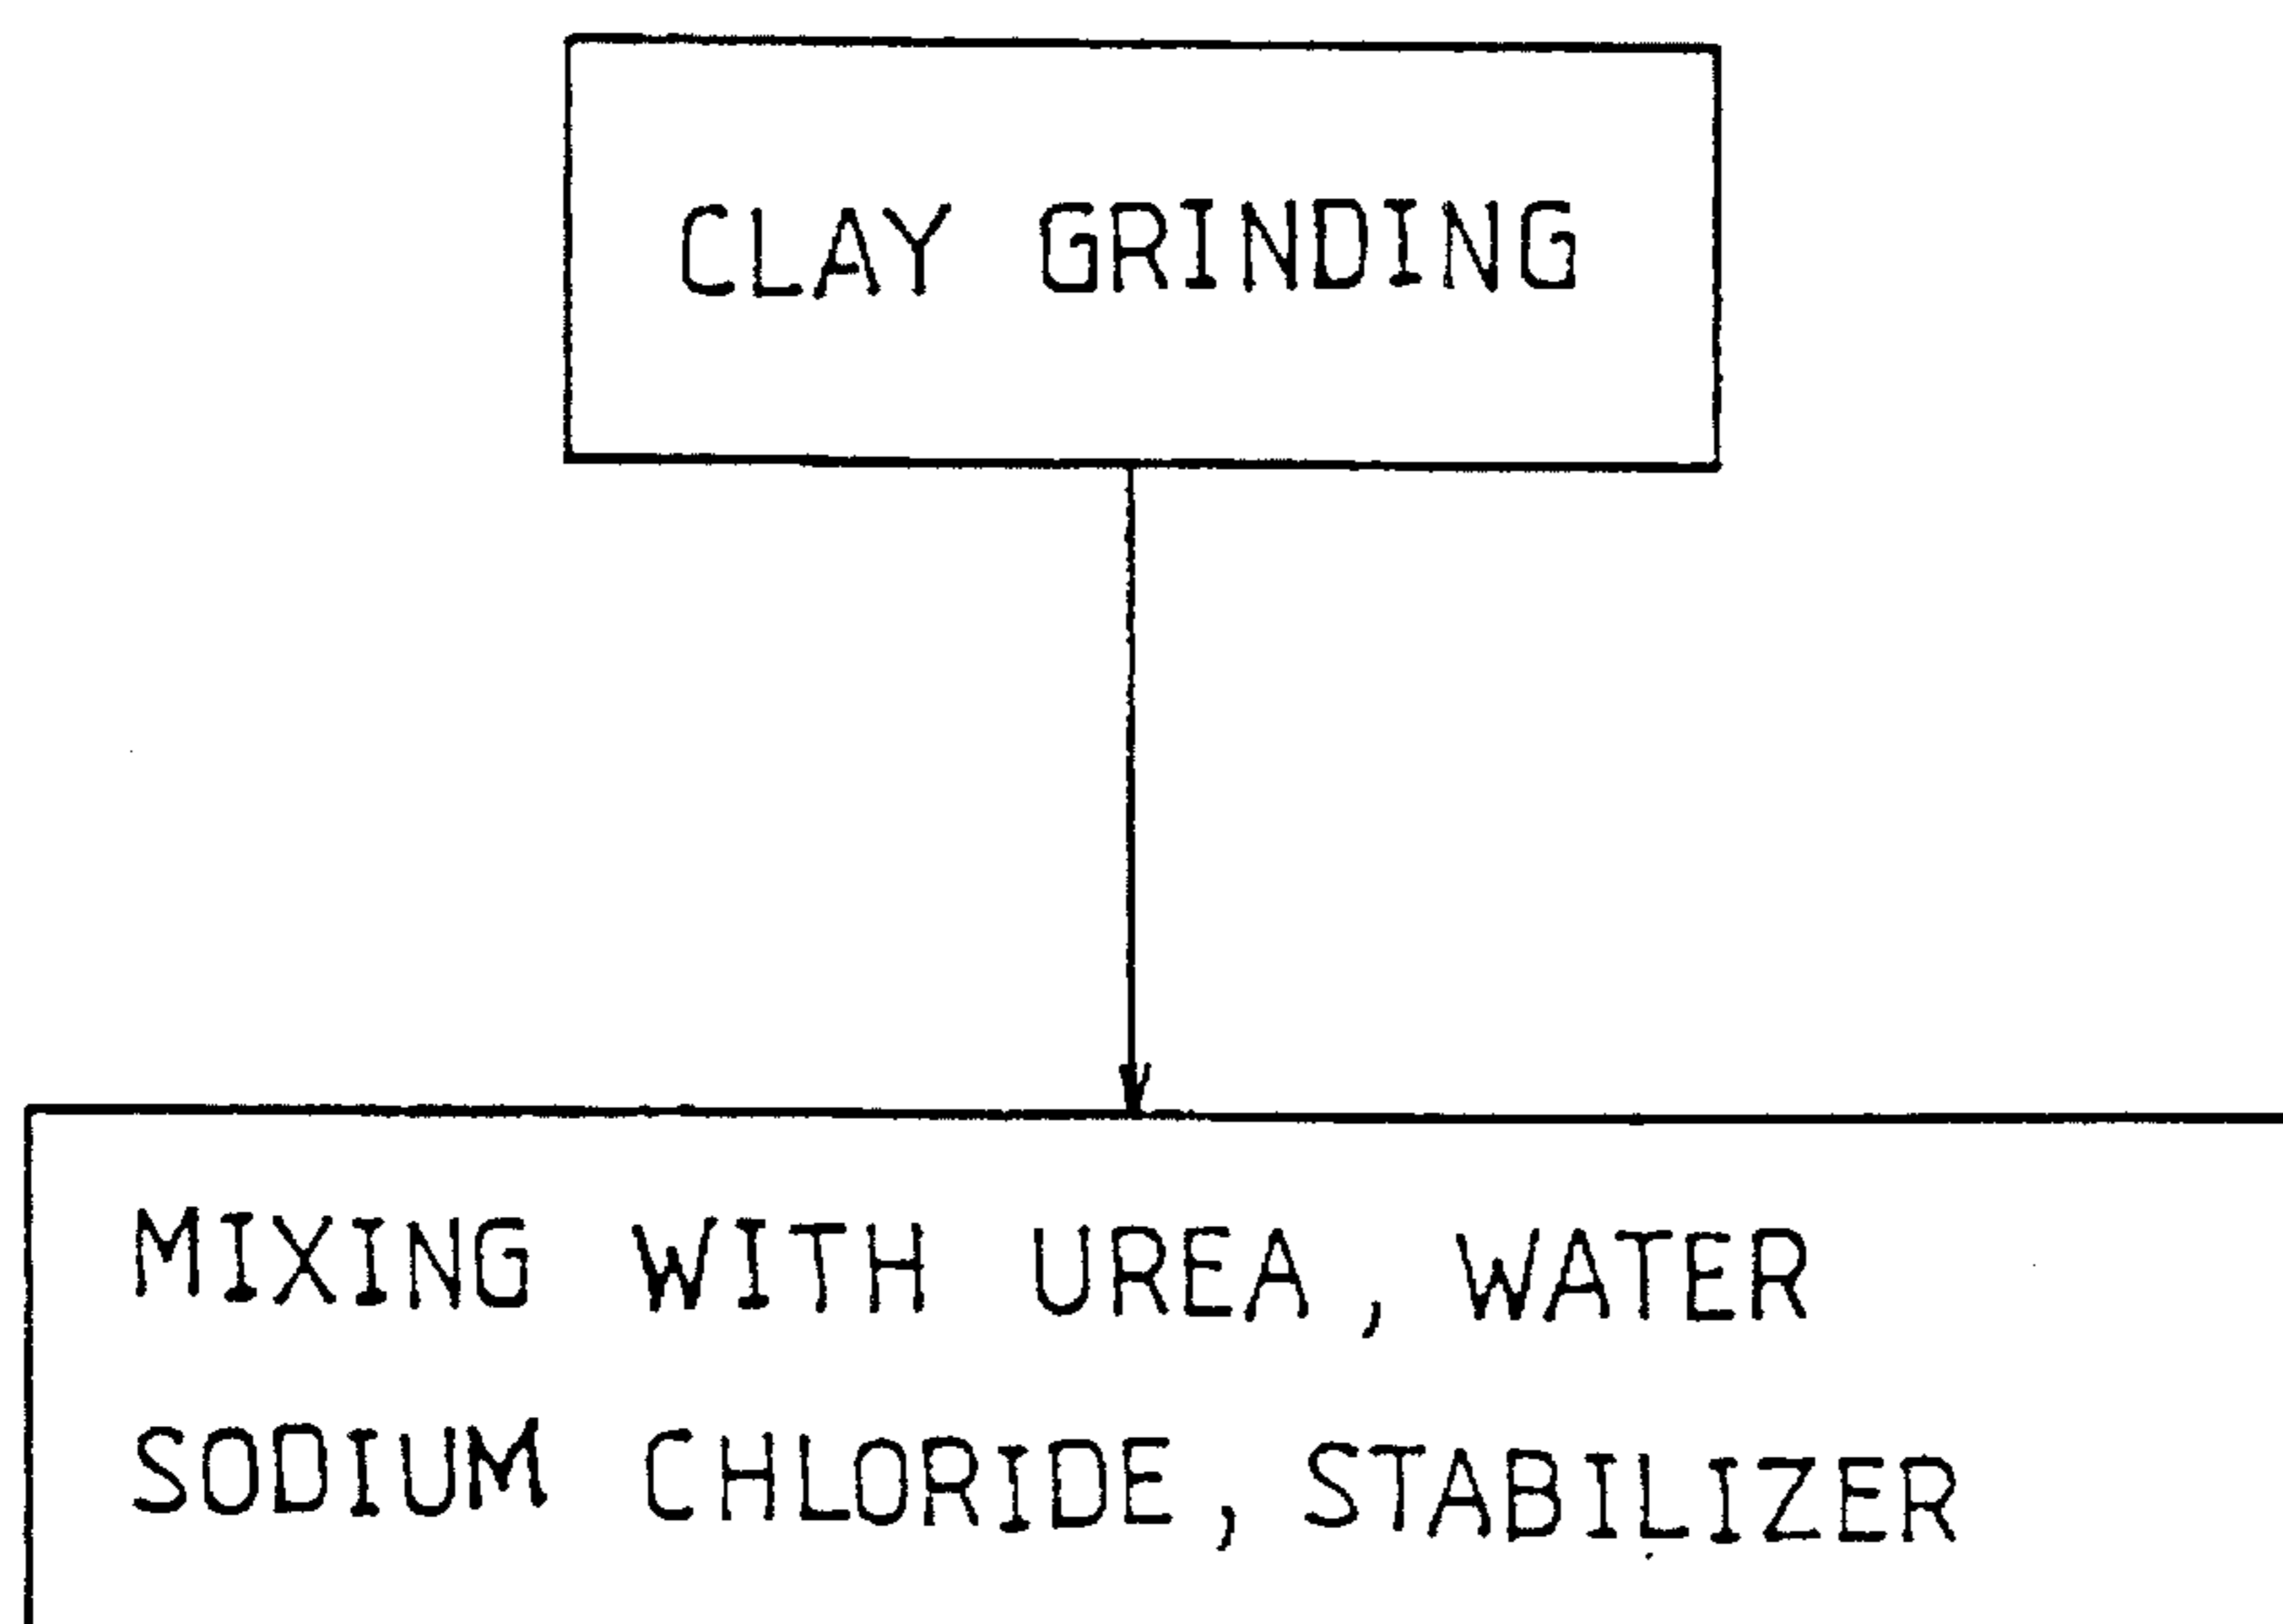 CLAY GRINDING
MIXING WITH UREA, WATER
SODIUM CHLORIDE, STABILIZER